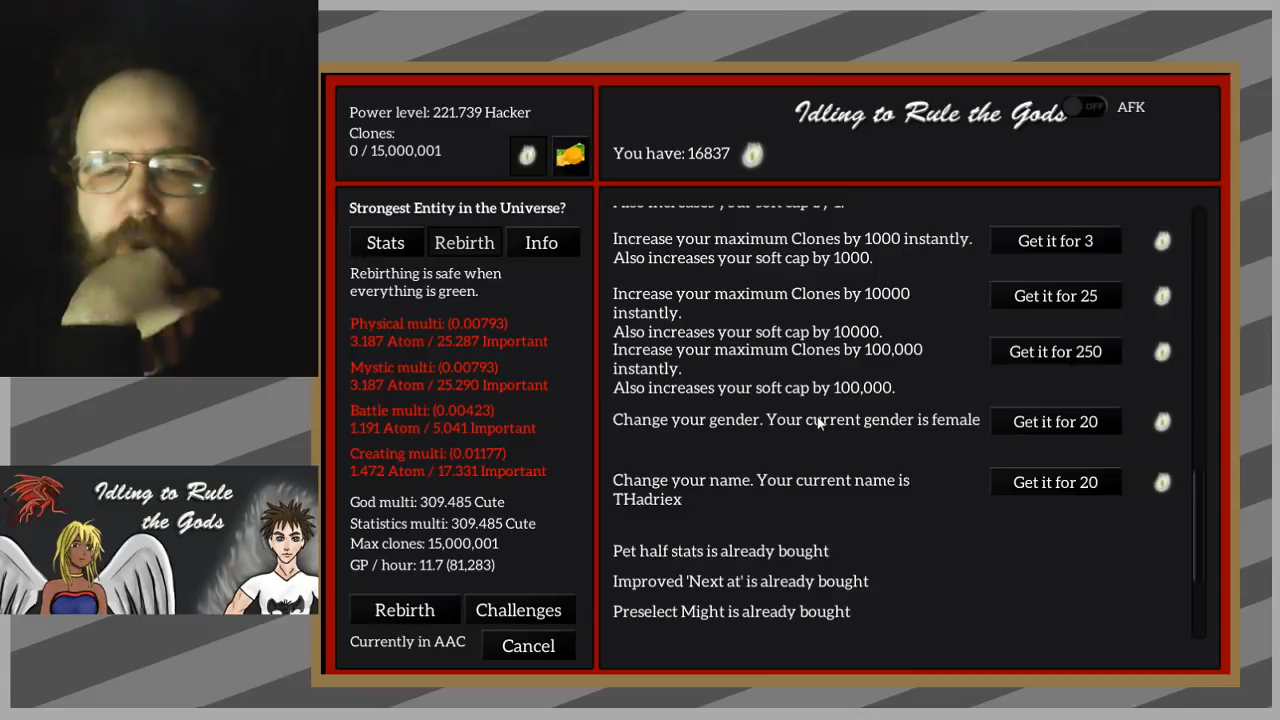 Power level: 221.739 Hacker
Clones:
0 / 15,000,001
Idling to Rule the Gods
OFF
AFK
You have: 16837
Strongest Entity in the Universe?
Stats
Rebirth
Info
Rebirthing is safe when
everything is green.
Physical multi: (0.00793)
3.187 Atom / 25.287 Important
Mystic multi: (0.00793)
3.187 Atom / 25.290 Important
Battle multi: (0.00423)
1.191 Atom / 5.041 Important
Creating multi: (0.01177)
1.472 Atom / 17.331 Important
God multi: 309.485 Cute
Statistics multi: 309.485 Cute
Max clones: 15,000,001
GP / hour: 11.7 (81,283)
Rebirth
Challenges
Currently in AAC
Cancel
Also increases your soft cap by 1.
Increase your maximum Clones by 1000 instantly.
Also increases your soft cap by 1000.
Get it for 3
Increase your maximum Clones by 10000
instantly.
Also increases your soft cap by 10000.
Get it for 25
Increase your maximum Clones by 100,000
instantly.
Also increases your soft cap by 100,000.
Get it for 250
Change your gender. Your current gender is female
Get it for 20
Change your name. Your current name is
THadriex
Get it for 20
Pet half stats is already bought
Improved 'Next at' is already bought
Preselect Might is already bought
Idling to Rule
the Gods